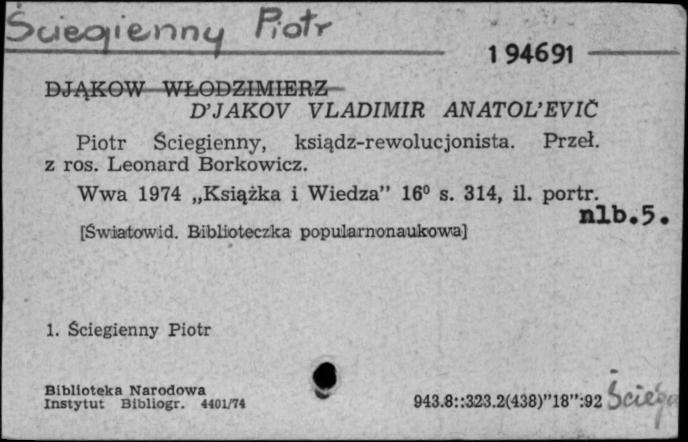 Ściegienny Piotr
194691
DJĄKOW WŁODZIMIERZ
D'JAKOV VLADIMIR ANATOL'EVIČ
Piotr Ściegienny, ksiądz-rewolucjonista. Przeł.
z ros. Leonard Borkowicz.
Wwa 1974 „Książka i Wiedza" 16⁰ s. 314, il. portr.
nlb.5.
[Światowid. Biblioteczka popularnonaukowa]
1. Ściegienny Piotr
Biblioteka Narodowa
Instytut Bibliogr. 4401/74
943.8::323.2(438)"18":92